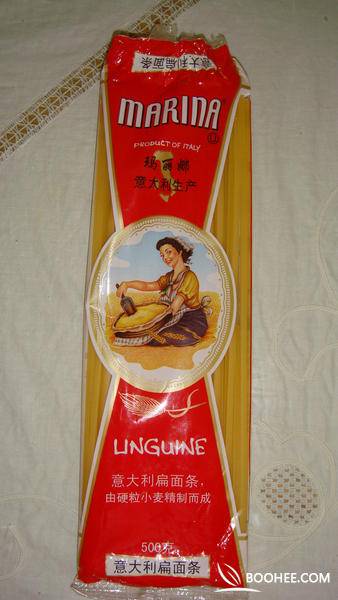 意大利扁面条
MARINA
PRODUCT OF ITALY
玛丽娜
意大利生产
LINGUINE
意大利扁面条,
由硬粒小麦精制而成
500克
意大利扁面条
BOOHEE.COM